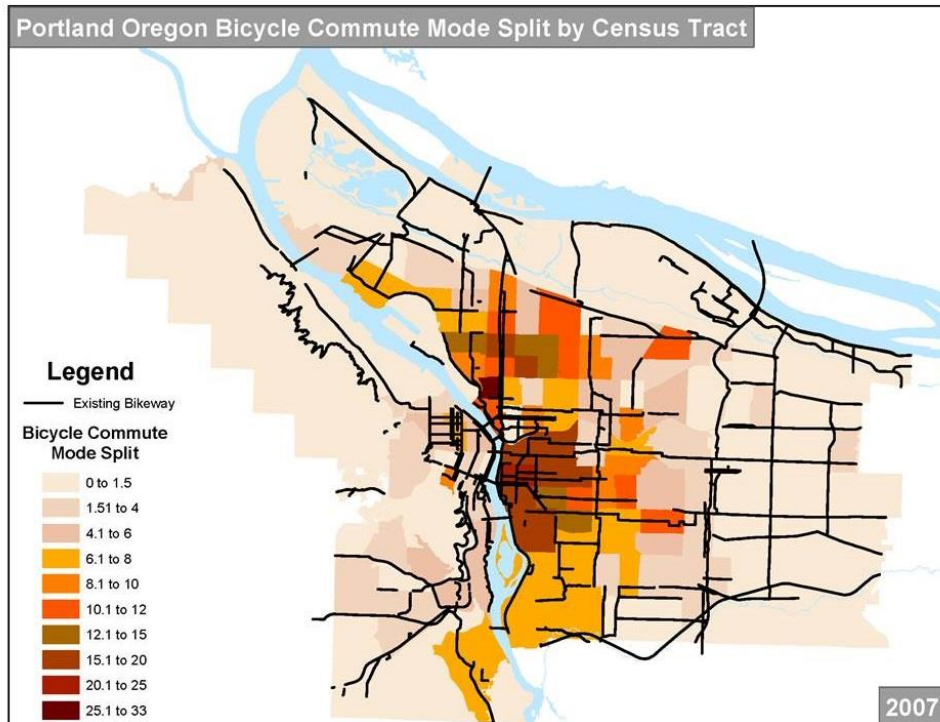 Portland Oregon Bicycle Commute Mode Split by Census Tract
Legend
Existing Bikeway
Bicycle Commute
Mode Split
0 to 1.5
1.51 to 4
4.1 to 6
6.1 to 8
8.1 to 10
10.1 to 12
12.1 to 15
15.1 to 20
20.1 to 25
25.1 to 33
2007